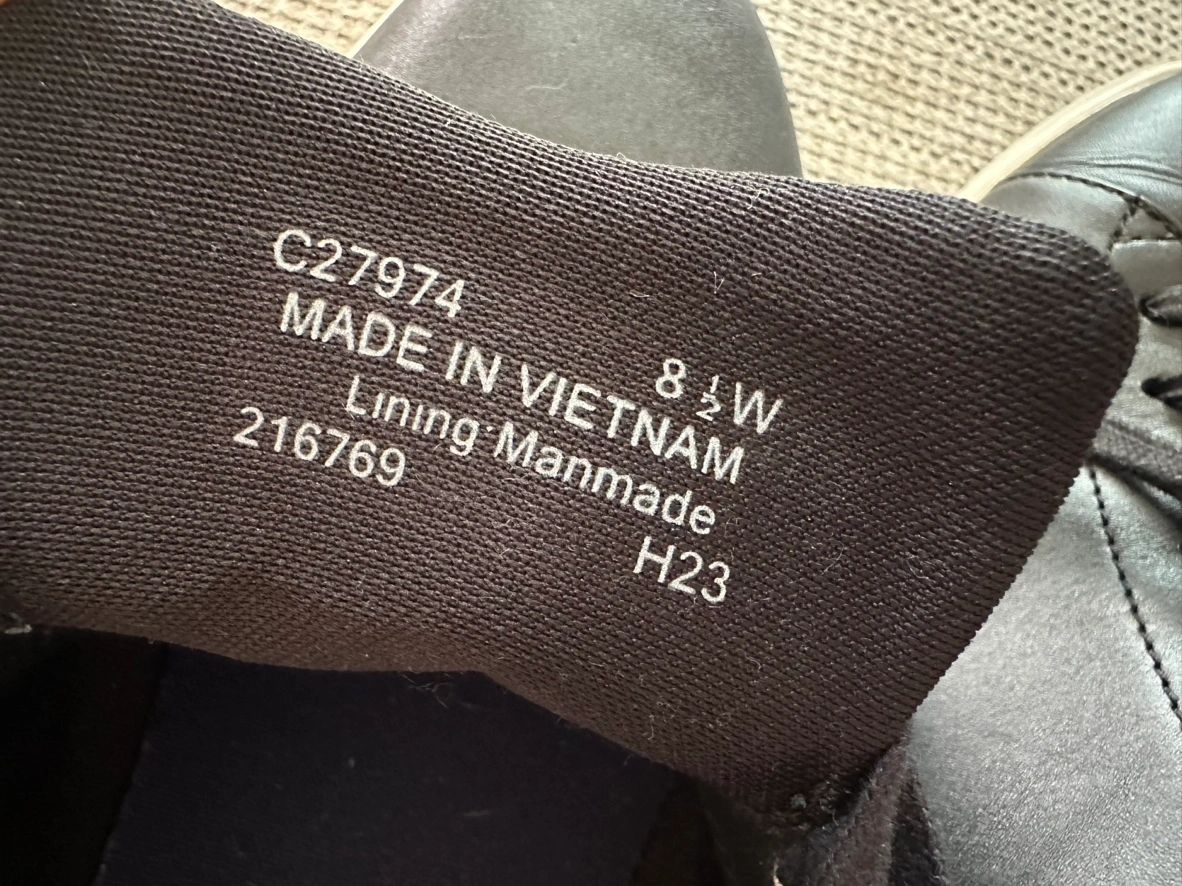 C27974
8 ½ W
MADE IN VIETNAM
Lining: Manmade
216769
H23